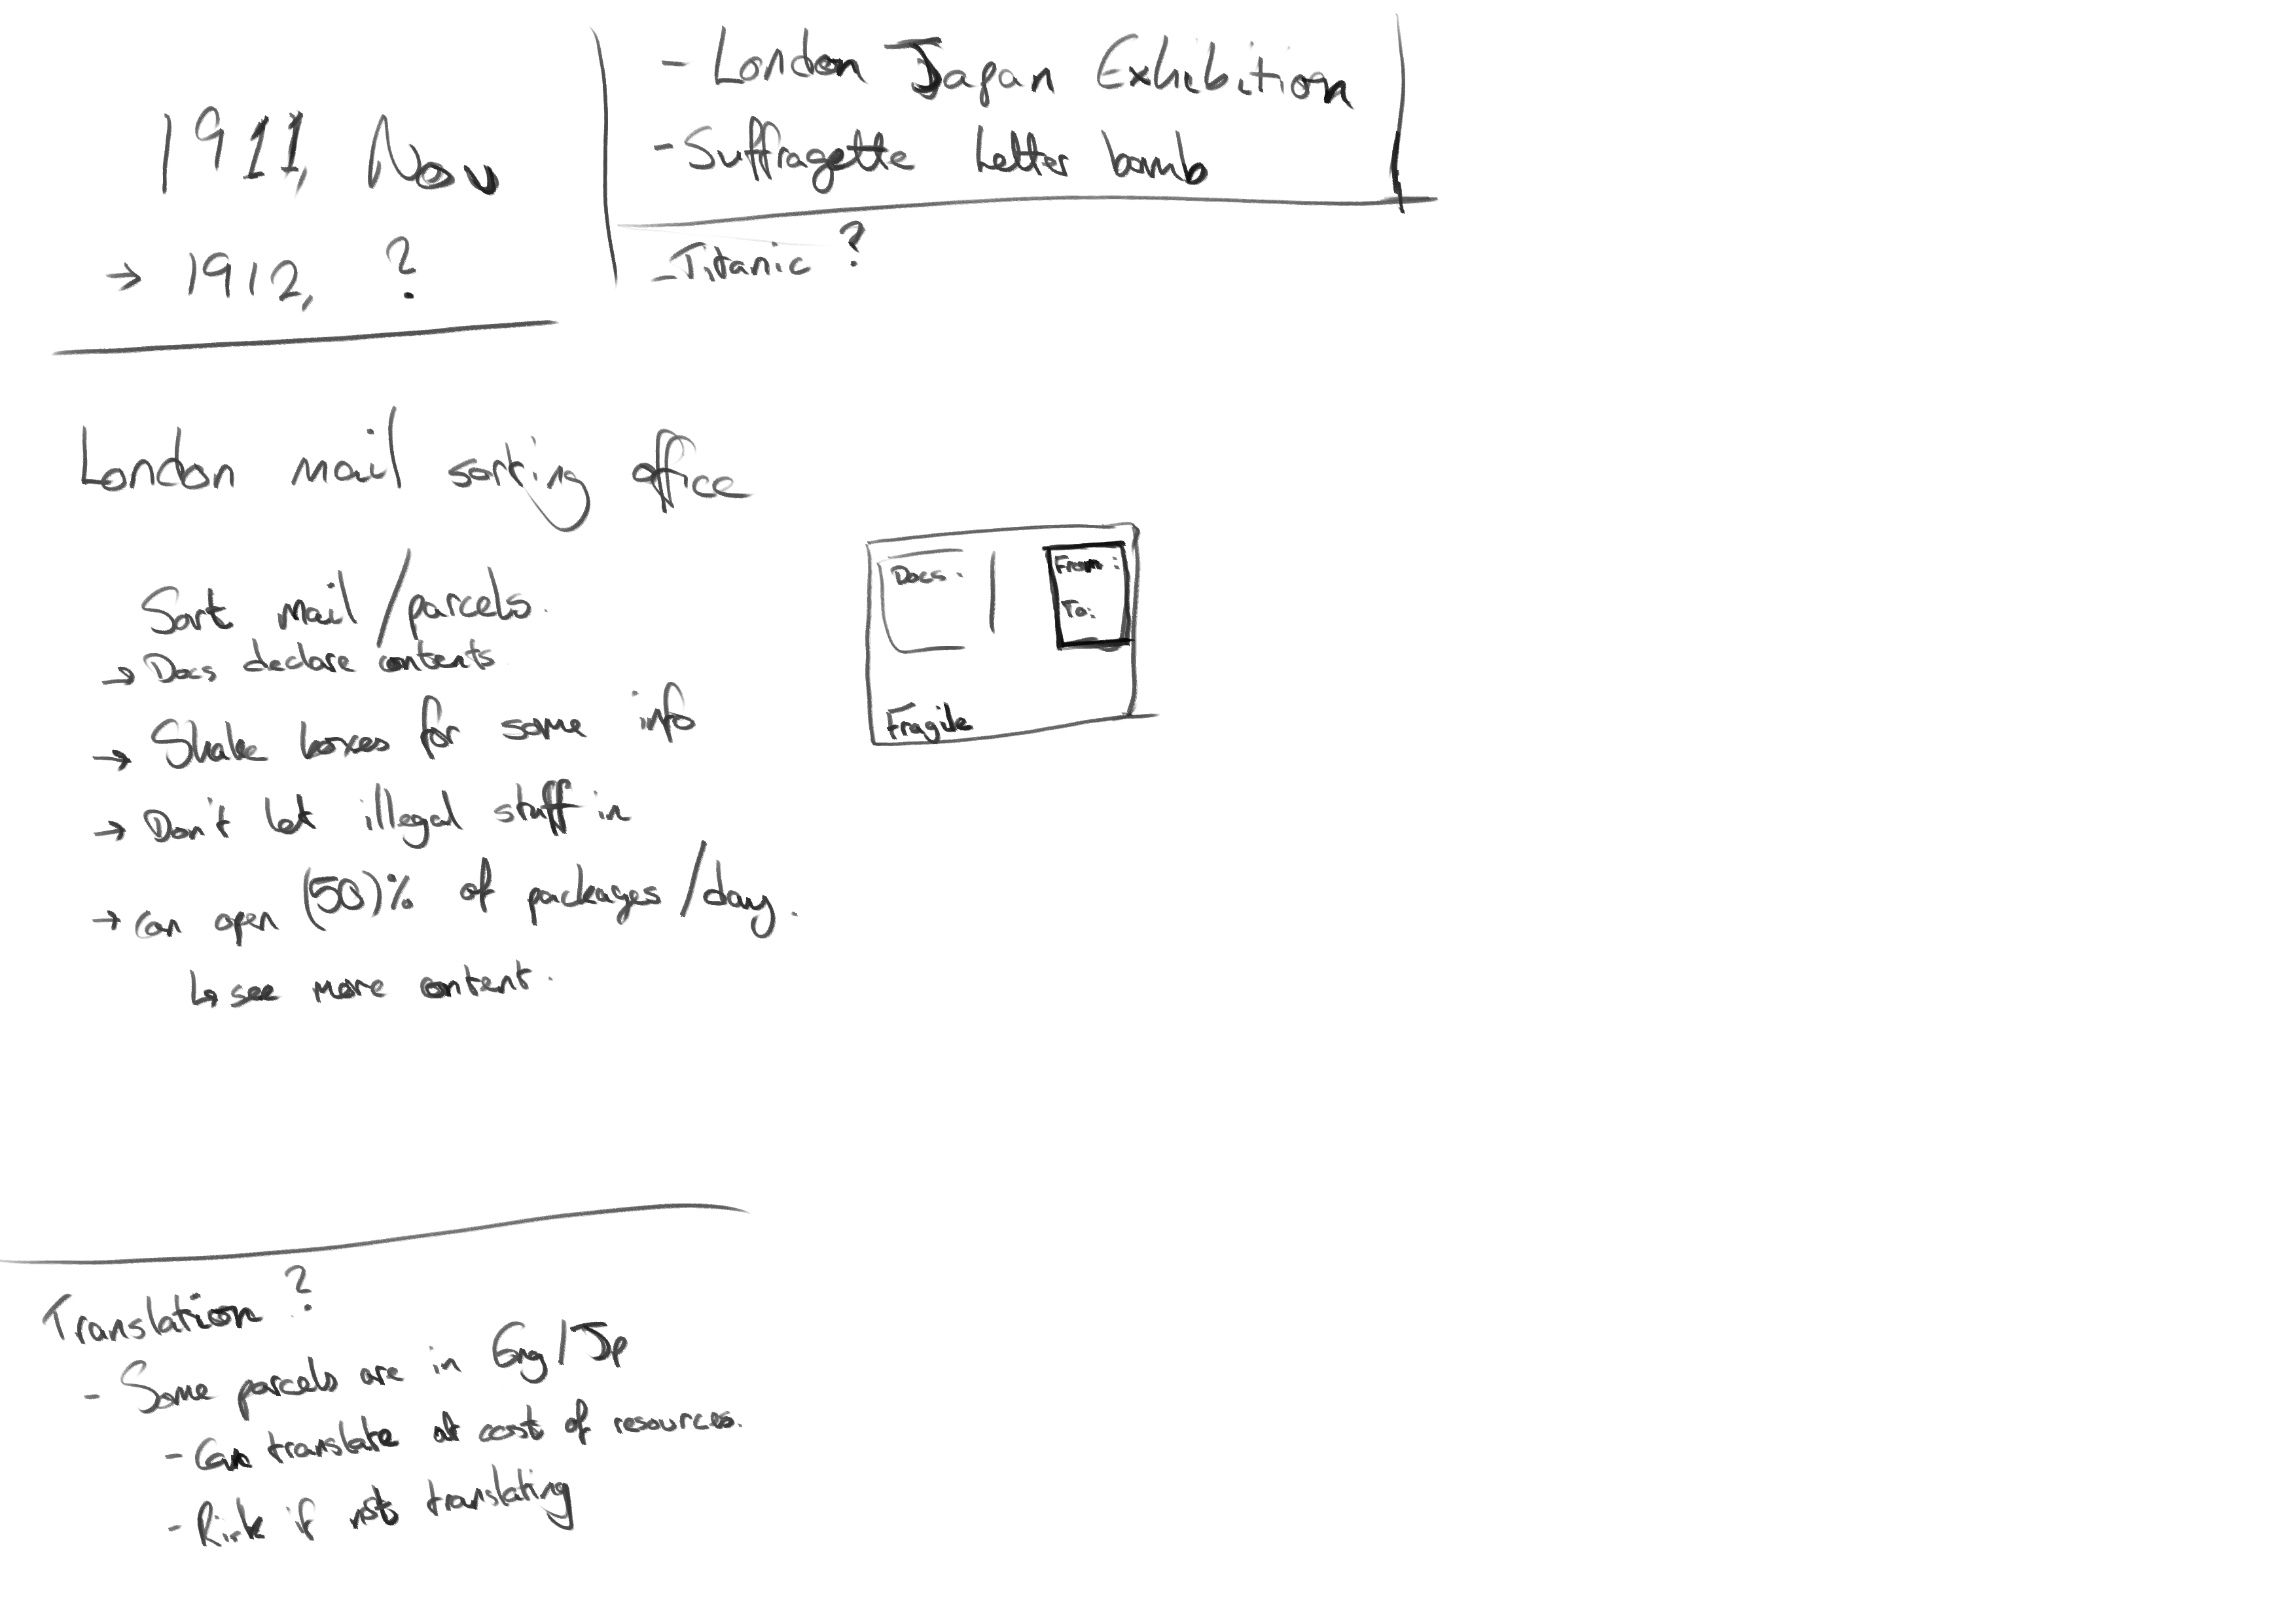 1911, Nov
→ 1912, ?
- London Japan Exhibition
- Suffragette Letter bomb
- Titanic ?
London mail sorting office
Sort mail/parcels.
→ Docs declare contents
→ Shake boxes for some info
→ Don't let illegal stuff in
→ Can open (50)% of packages/day.
↳ see more content.
Docs.
From:
To:
Fragile
Translation?
- Some parcels are in Eng/Jp
- Can translate at cost of resources.
- Risk if not translating